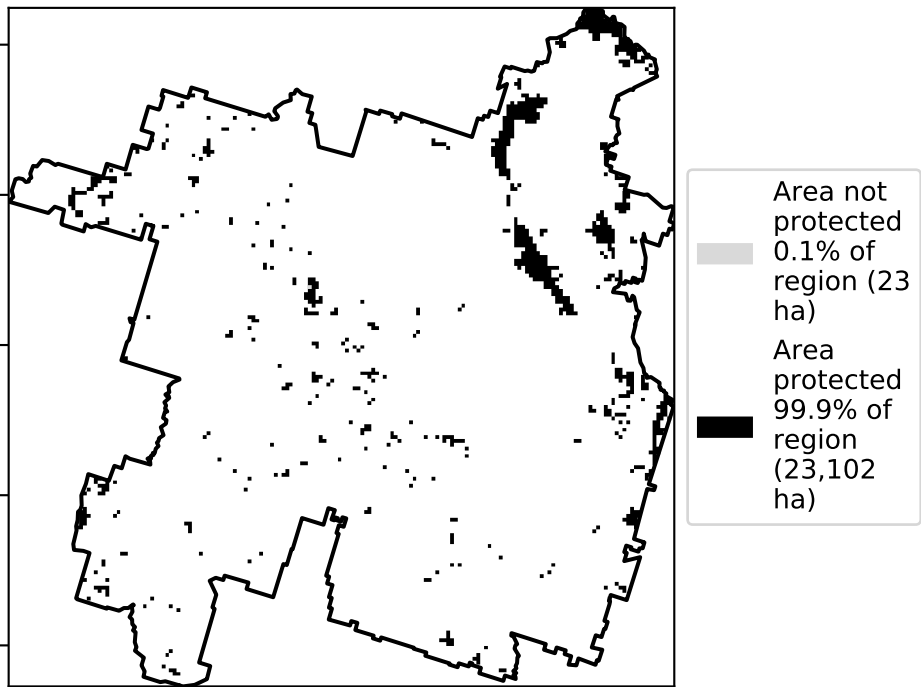 Area not
protected
0.1% of
region (23
ha)
Area
protected
99.9% of
region
(23,102
ha)